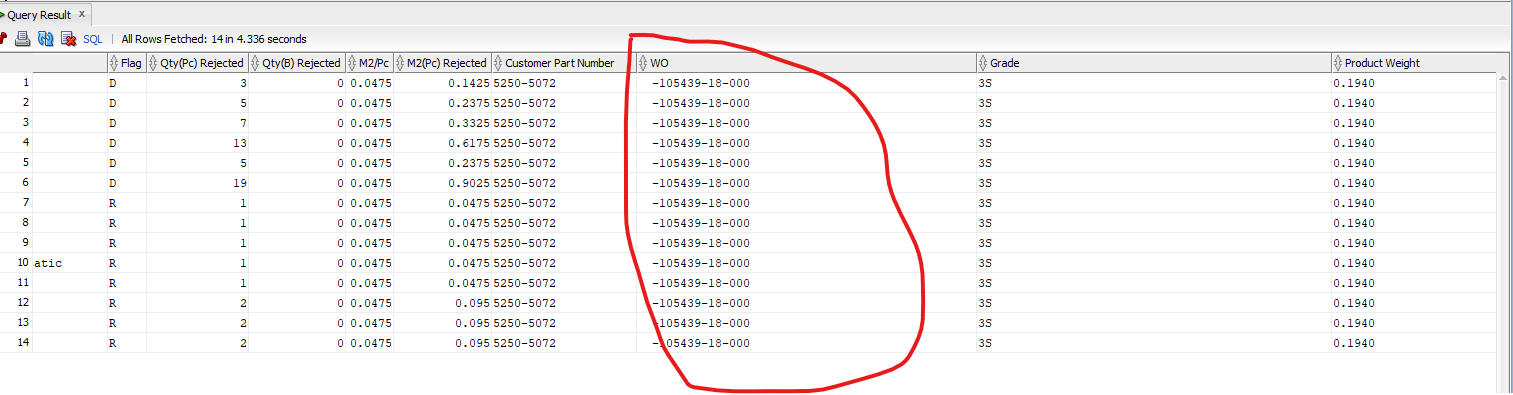 Query Result x
SQL | All Rows Fetched: 14 in 4.336 seconds
Flag Qty(Pc) Rejected Qty(B) Rejected M2/Pc M2(Pc) Rejected Customer Part Number WO Grade Product Weight
1 D 3 0 0.0475 0.1425 5250-5072 -105439-18-000 3S 0.1940
2 D 5 0 0.0475 0.2375 5250-5072 -105439-18-000 3S 0.1940
3 D 7 0 0.0475 0.3325 5250-5072 -105439-18-000 3S 0.1940
4 D 13 0 0.0475 0.6175 5250-5072 -105439-18-000 3S 0.1940
5 D 5 0 0.0475 0.2375 5250-5072 -105439-18-000 3S 0.1940
6 D 19 0 0.0475 0.9025 5250-5072 -105439-18-000 3S 0.1940
7 R 1 0 0.0475 0.0475 5250-5072 -105439-18-000 3S 0.1940
8 R 1 0 0.0475 0.0475 5250-5072 -105439-18-000 3S 0.1940
9 R 1 0 0.0475 0.0475 5250-5072 -105439-18-000 3S 0.1940
10 atic R 1 0 0.0475 0.0475 5250-5072 -105439-18-000 3S 0.1940
11 R 1 0 0.0475 0.0475 5250-5072 -105439-18-000 3S 0.1940
12 R 2 0 0.0475 0.095 5250-5072 -105439-18-000 3S 0.1940
13 R 2 0 0.0475 0.095 5250-5072 -105439-18-000 3S 0.1940
14 R 2 0 0.0475 0.095 5250-5072 -105439-18-000 3S 0.1940